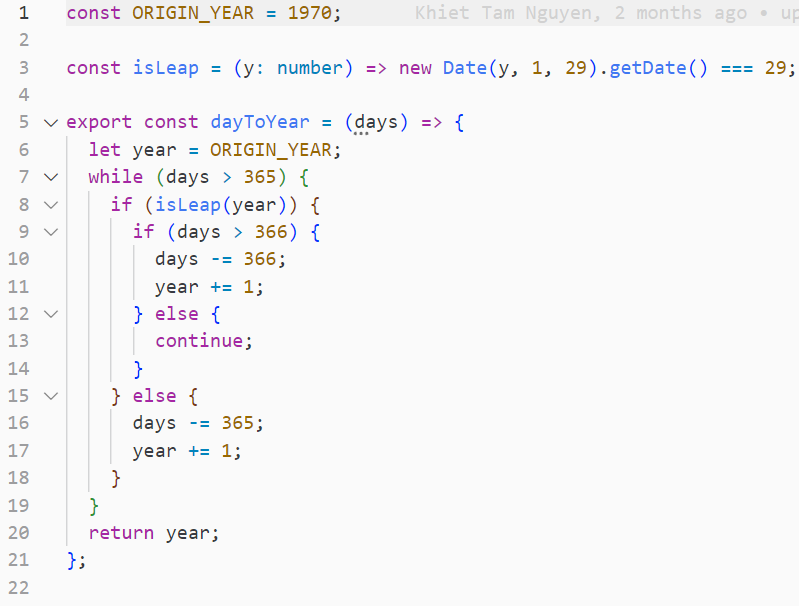 1 const ORIGIN_YEAR = 1970; Khiet Tam Nguyen, 2 months ago • up
2
3 const isLeap = (y: number) => new Date(y, 1, 29).getDate() === 29;
4
5 export const dayToYear = (days) => {
6   let year = ORIGIN_YEAR;
7   while (days > 365) {
8     if (isLeap(year)) {
9       if (days > 366) {
10         days -= 366;
11         year += 1;
12       } else {
13         continue;
14       }
15     } else {
16       days -= 365;
17       year += 1;
18     }
19   }
20   return year;
21 };
22